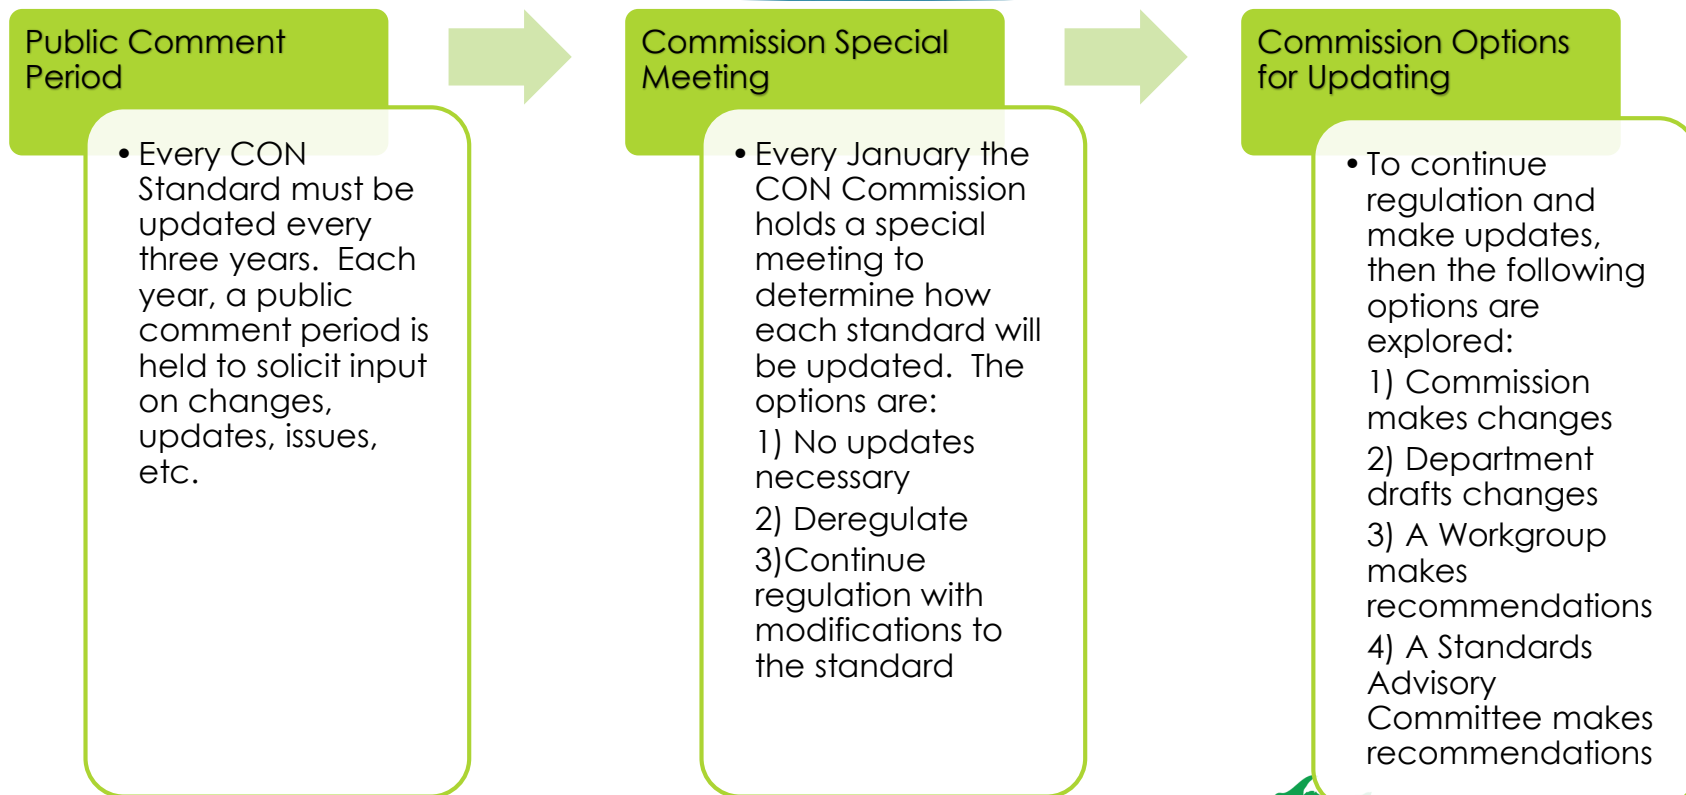 Public Comment
Period
• Every CON
Standard must be
updated every
three years.  Each
year, a public
comment period is
held to solicit input
on changes,
updates, issues,
etc.
Commission Special
Meeting
• Every January the
CON Commission
holds a special
meeting to
determine how
each standard will
be updated.  The
options are:
1) No updates
necessary
2) Deregulate
3)Continue
regulation with
modifications to
the standard
Commission Options
for Updating
• To continue
regulation and
make updates,
then the following
options are
explored:
1) Commission
makes changes
2) Department
drafts changes
3) A Workgroup
makes
recommendations
4) A Standards
Advisory
Committee makes
recommendations